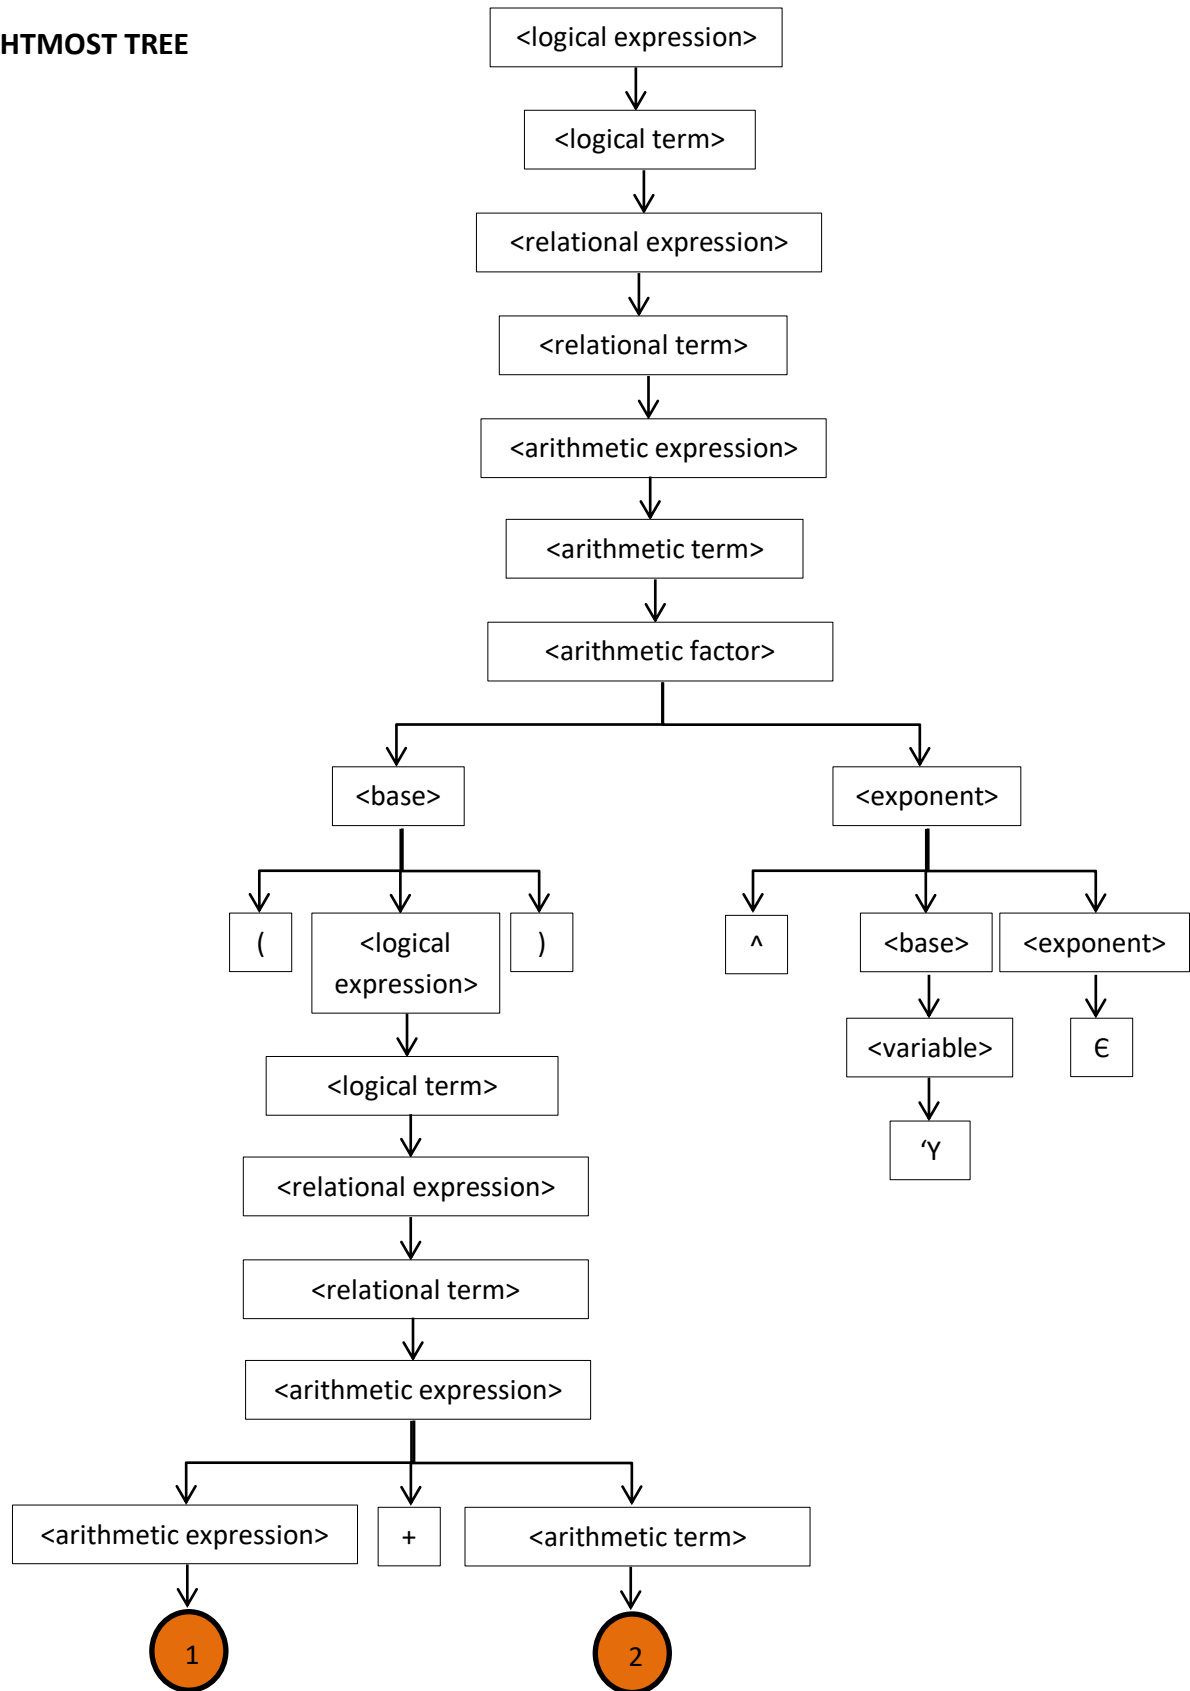 HTMOST TREE
<logical expression>
<logical term>
<relational expression>
<relational term>
<arithmetic expression>
<arithmetic term>
<arithmetic factor>
<base>
<exponent>
(
<logical
expression>
)
^
<base>
<exponent>
<variable>
Є
‘Y
<logical term>
<relational expression>
<relational term>
<arithmetic expression>
<arithmetic expression>
+
<arithmetic term>
1
2